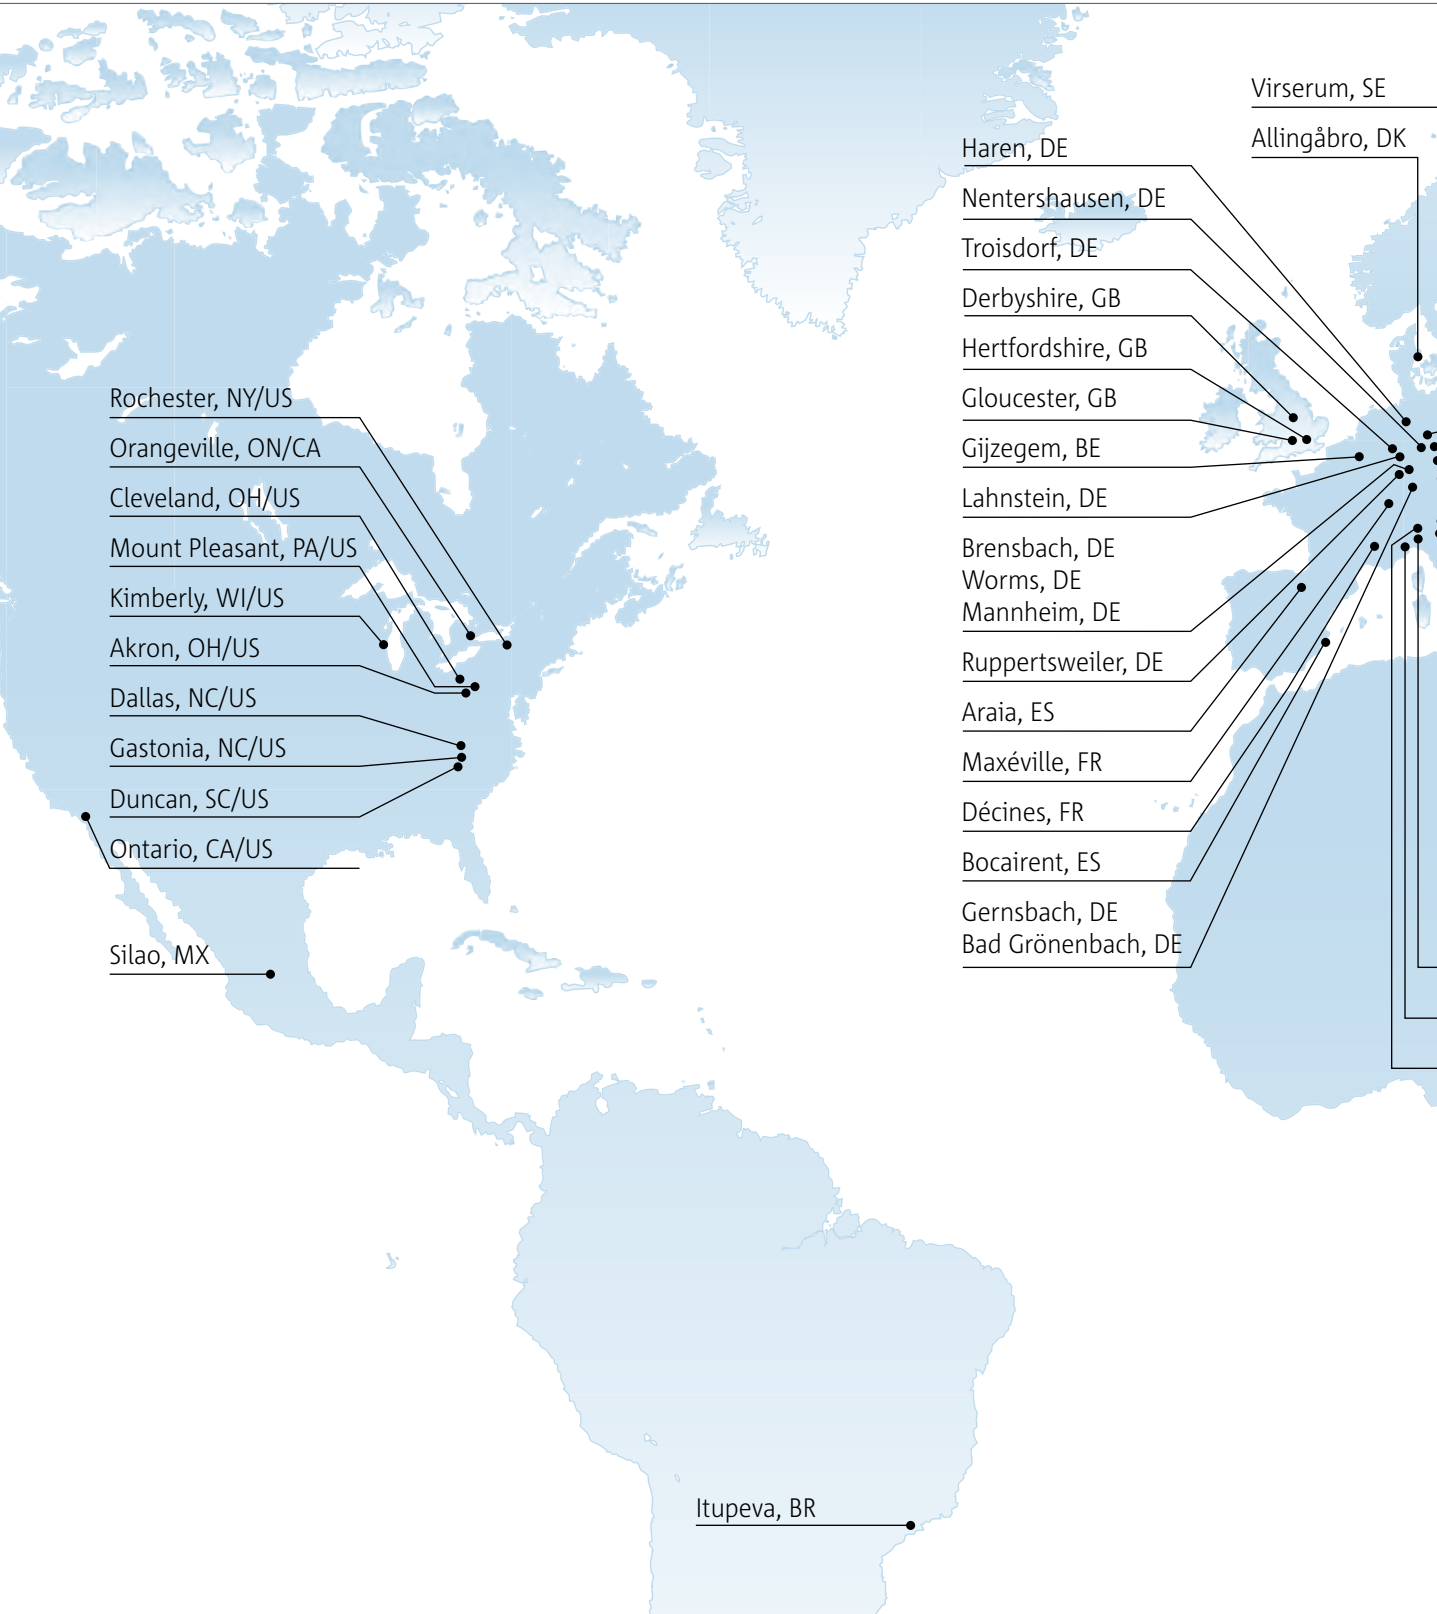 Virserum, SE
Allingåbro, DK
Haren, DE
Nentershausen, DE
Troisdorf, DE
Derbyshire, GB
Hertfordshire, GB
Gloucester, GB
Gijzegem, BE
Lahnstein, DE
Brensbach, DE
Worms, DE
Mannheim, DE
Ruppertsweiler, DE
Araia, ES
Maxéville, FR
Décines, FR
Bocairent, ES
Gernsbach, DE
Bad Grönenbach, DE
Rochester, NY/US
Orangeville, ON/CA
Cleveland, OH/US
Mount Pleasant, PA/US
Kimberly, WI/US
Akron, OH/US
Dallas, NC/US
Gastonia, NC/US
Duncan, SC/US
Ontario, CA/US
Silao, MX
Itupeva, BR